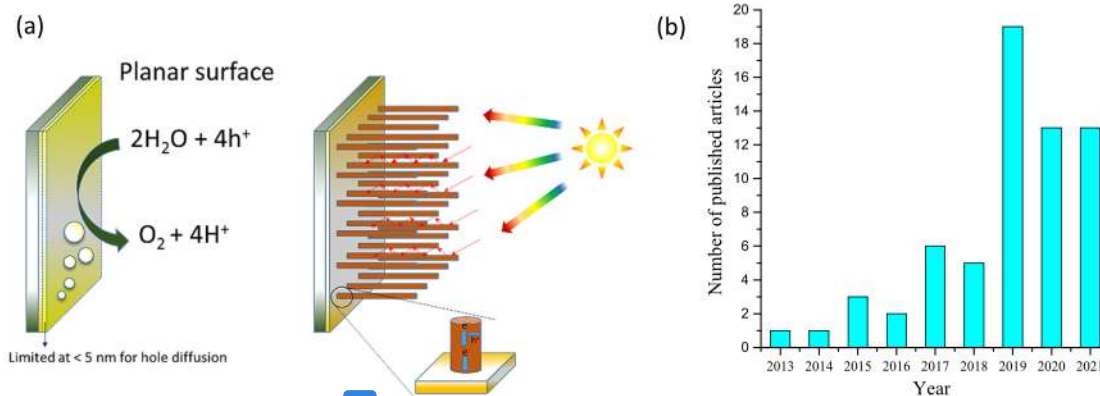 (a)
Planar surface
2H₂O + 4h⁺
O₂ + 4H⁺
Limited at < 5 nm for hole diffusion
e⁻
h⁺
e⁻
(b)
Number of published articles
20
18
16
14
12
10
8
6
4
2
0
2013 2014 2015 2016 2017 2018 2019 2020 2021
Year